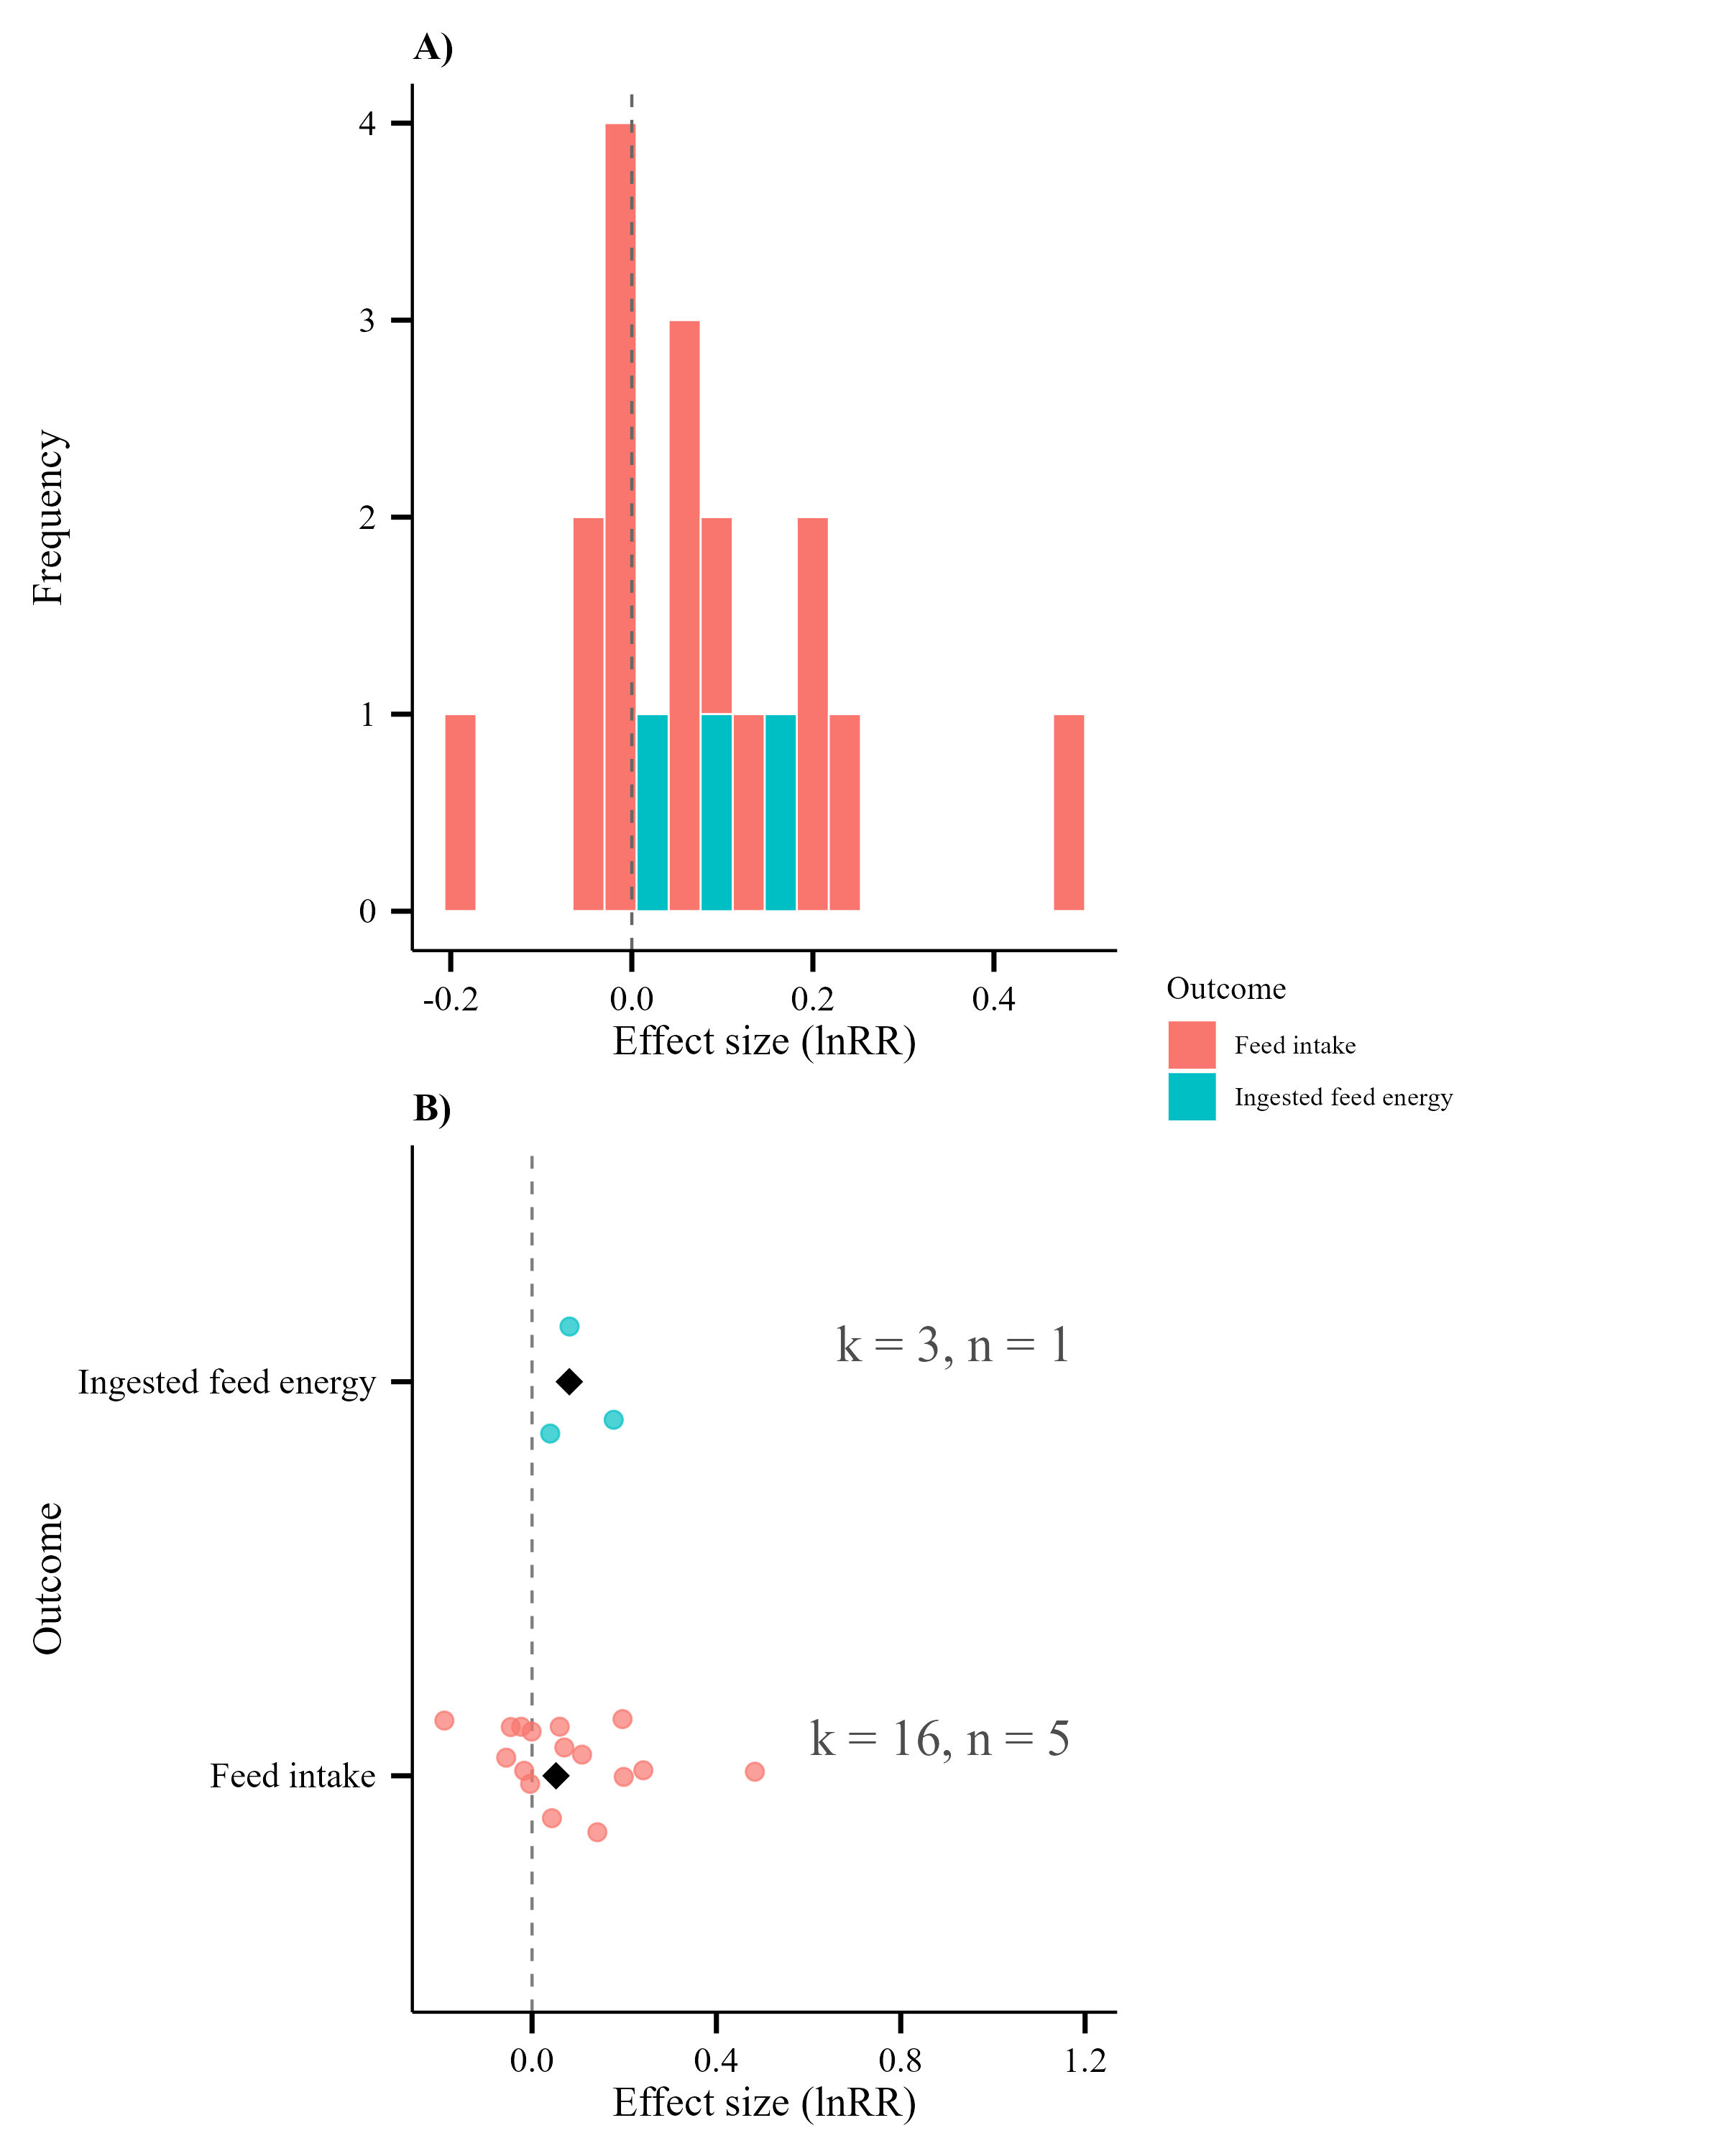 A)
Frequency
4
3
2
1
0
-0.2 0.0 0.2 0.4
Effect size (lnRR)
Outcome
Feed intake
Ingested feed energy
B)
Outcome
Ingested feed energy
k = 3, n = 1
Feed intake
k = 16, n = 5
0.0 0.4 0.8 1.2
Effect size (lnRR)